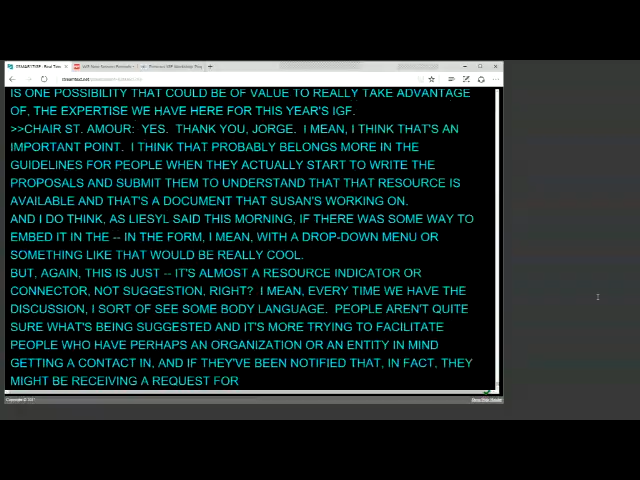 IS ONE POSSIBILITY THAT COULD BE OF VALUE TO REALLY TAKE ADVANTAGE
OF, THE EXPERTISE WE HAVE HERE FOR THIS YEAR'S IGF.
>>CHAIR ST. AMOUR:  YES.  THANK YOU, JORGE.  I MEAN, I THINK THAT'S AN
IMPORTANT POINT.  I THINK THAT PROBABLY BELONGS MORE IN THE
GUIDELINES FOR PEOPLE WHEN THEY ACTUALLY START TO WRITE THE
PROPOSALS AND SUBMIT THEM TO UNDERSTAND THAT THAT RESOURCE IS
AVAILABLE AND THAT'S A DOCUMENT THAT SUSAN'S WORKING ON.
AND I DO THINK, AS LIESYL SAID THIS MORNING, IF THERE WAS SOME WAY TO
EMBED IT IN THE -- IN THE FORM, I MEAN, WITH A DROP-DOWN MENU OR
SOMETHING LIKE THAT WOULD BE REALLY COOL.
BUT, AGAIN, THIS IS JUST -- IT'S ALMOST A RESOURCE INDICATOR OR
CONNECTOR, NOT SUGGESTION, RIGHT?  I MEAN, EVERY TIME WE HAVE THE
DISCUSSION, I SORT OF SEE SOME BODY LANGUAGE.  PEOPLE AREN'T QUITE
SURE WHAT'S BEING SUGGESTED AND IT'S MORE TRYING TO FACILITATE
PEOPLE WHO HAVE PERHAPS AN ORGANIZATION OR AN ENTITY IN MIND
GETTING A CONTACT IN, AND IF THEY'VE BEEN NOTIFIED THAT, IN FACT, THEY
MIGHT BE RECEIVING A REQUEST FOR